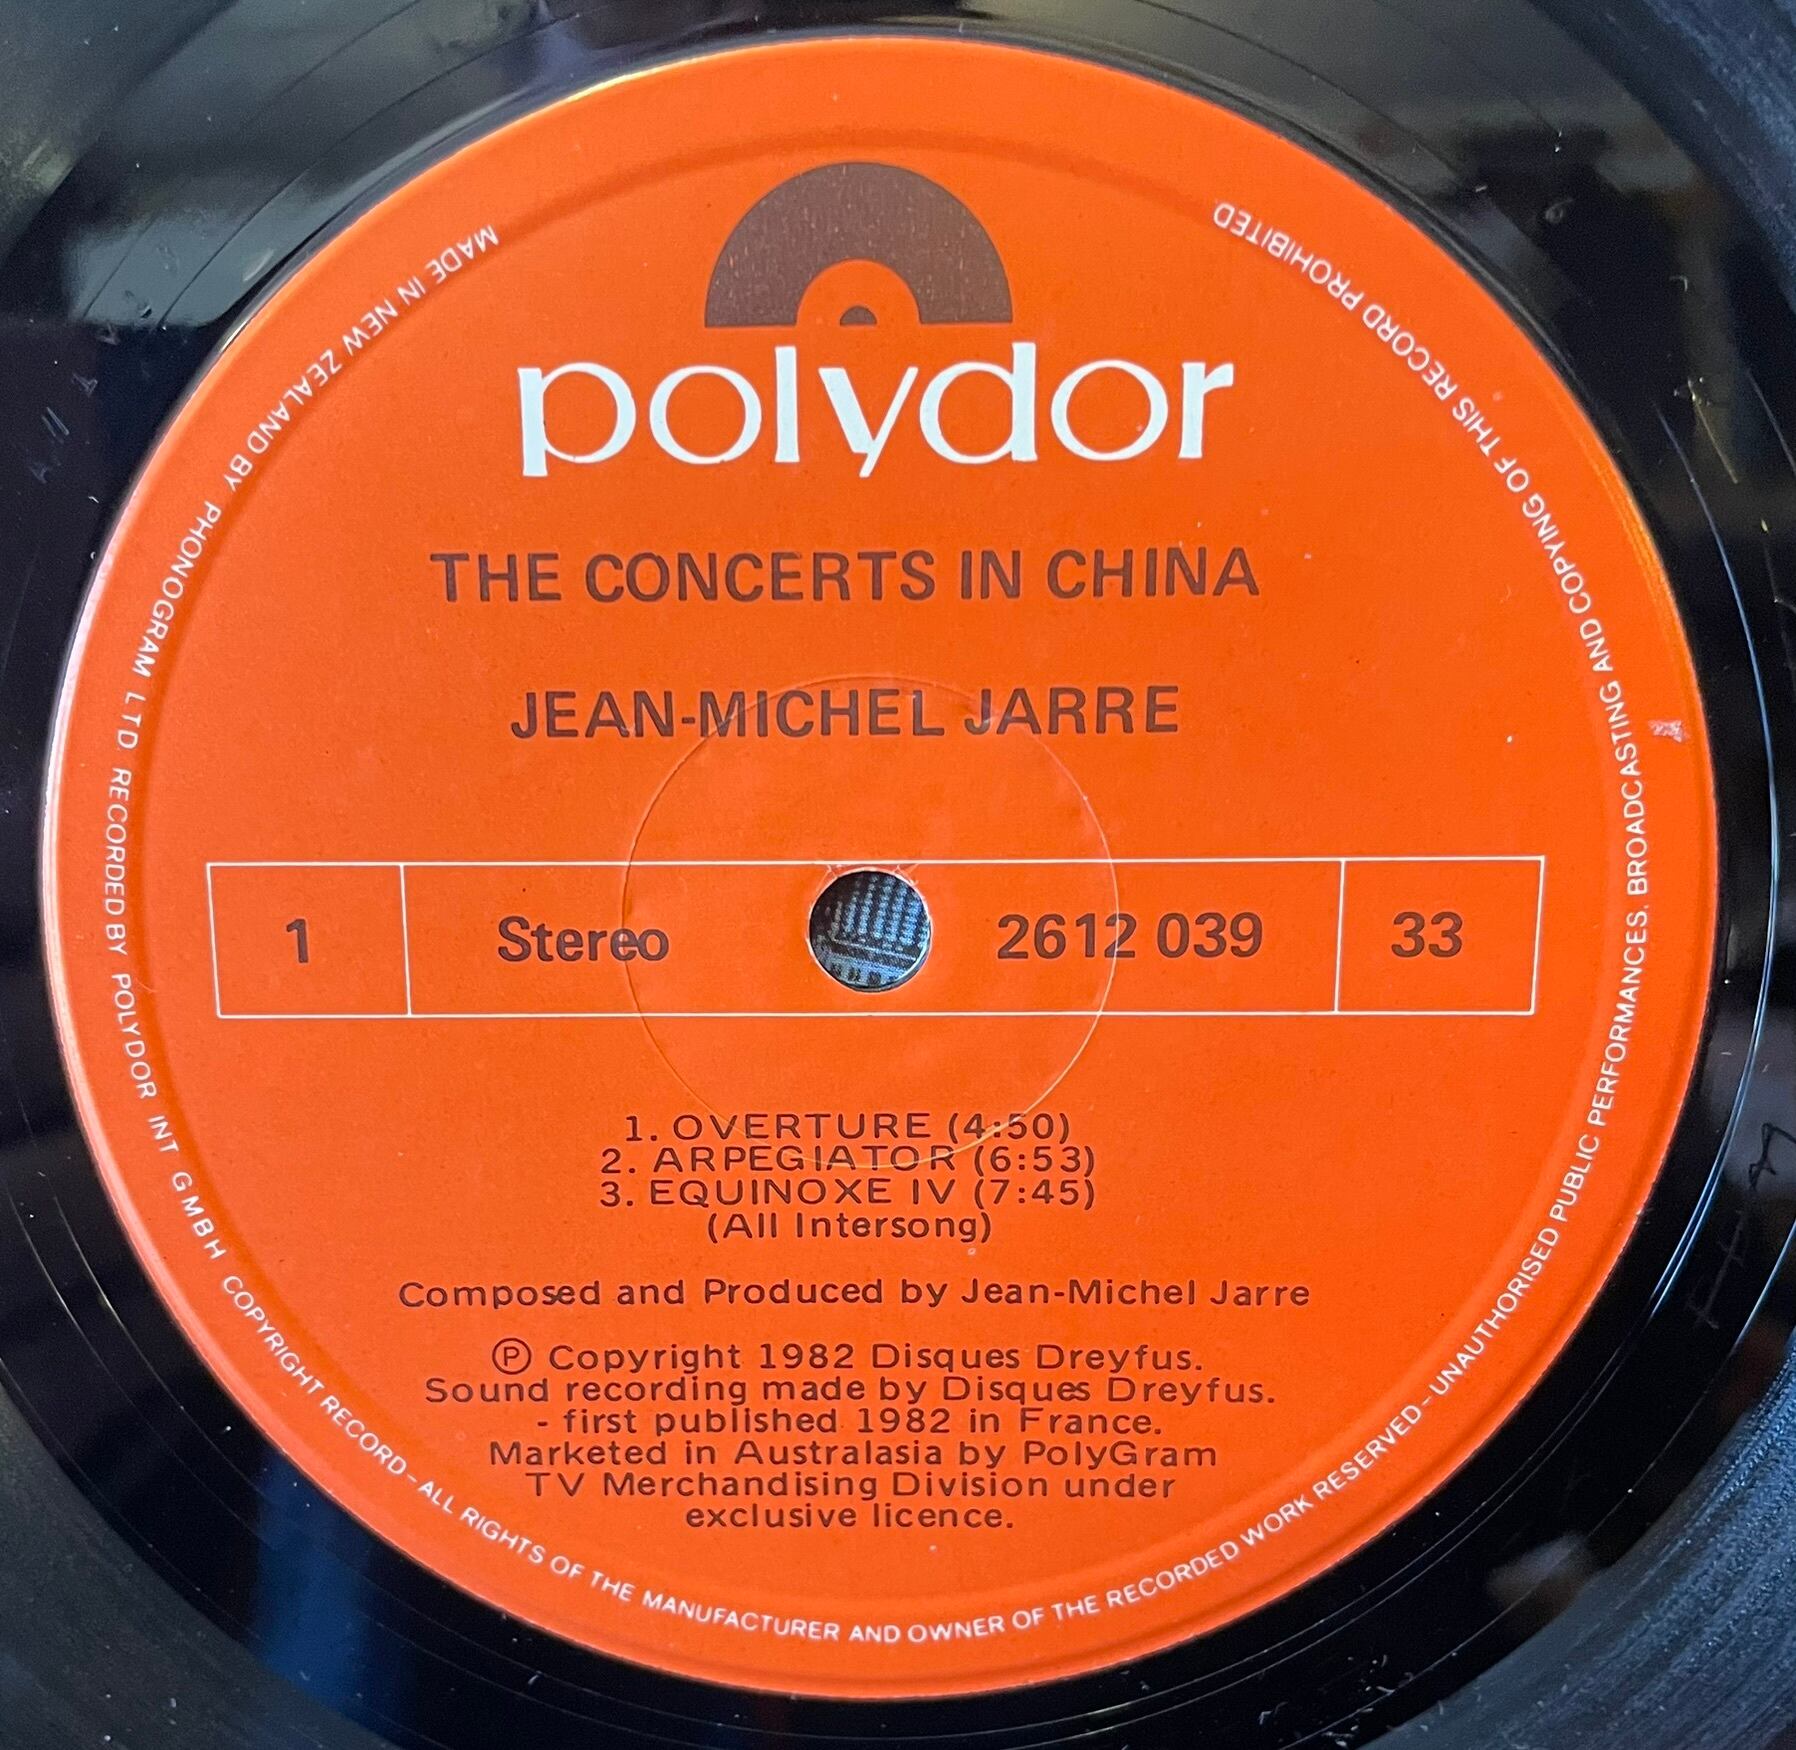 polydor
THE CONCERTS IN CHINA
JEAN-MICHEL JARRE
1 Stereo 2612 039 33
1. OVERTURE (4:50)
2. ARPEGIATOR (6:53)
3. EQUINOXE IV (7:45)
(All Intersong)
Composed and Produced by Jean-Michel Jarre
Ⓟ Copyright 1982 Disques Dreyfus.
Sound recording made by Disques Dreyfus.
- first published 1982 in France.
Marketed in Australasia by PolyGram
TV Merchandising Division under
exclusive licence.
MADE IN NEW ZEALAND BY PHONOGRAM LTD RECORDED BY POLYDOR INT GMBH COPYRIGHT RECORD – ALL RIGHTS OF THE MANUFACTURER AND OWNER OF THE RECORDED WORK RESERVED – UNAUTHORISED PUBLIC PERFORMANCES. BROADCASTING AND COPYING OF THIS RECORD PROHIBITED